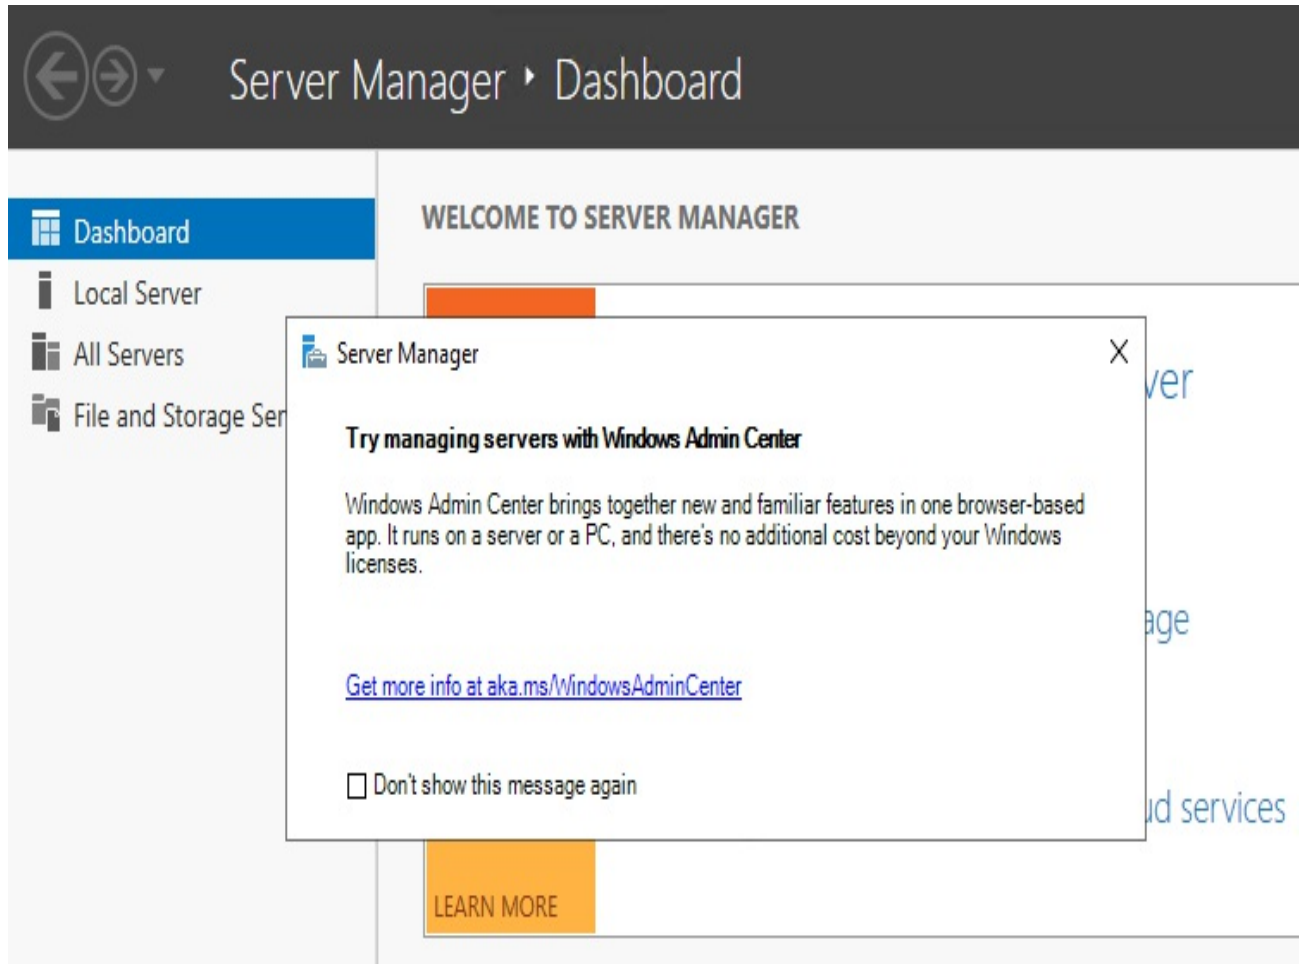 Server Manager ‣ Dashboard
Dashboard
Local Server
All Servers
File and Storage Ser
WELCOME TO SERVER MANAGER
Server Manager
X
Try managing servers with Windows Admin Center
Windows Admin Center brings together new and familiar features in one browser-based
app. It runs on a server or a PC, and there's no additional cost beyond your Windows
licenses.
Get more info at aka.ms/WindowsAdminCenter
Don't show this message again
ver
age
ud services
LEARN MORE